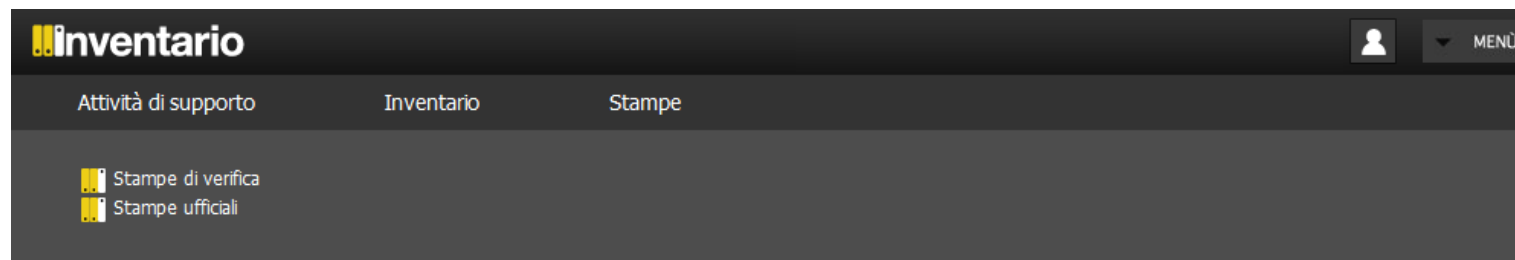 inventario
MENÙ
Attività di supporto Inventario Stampe
Stampe di verifica
Stampe ufficiali